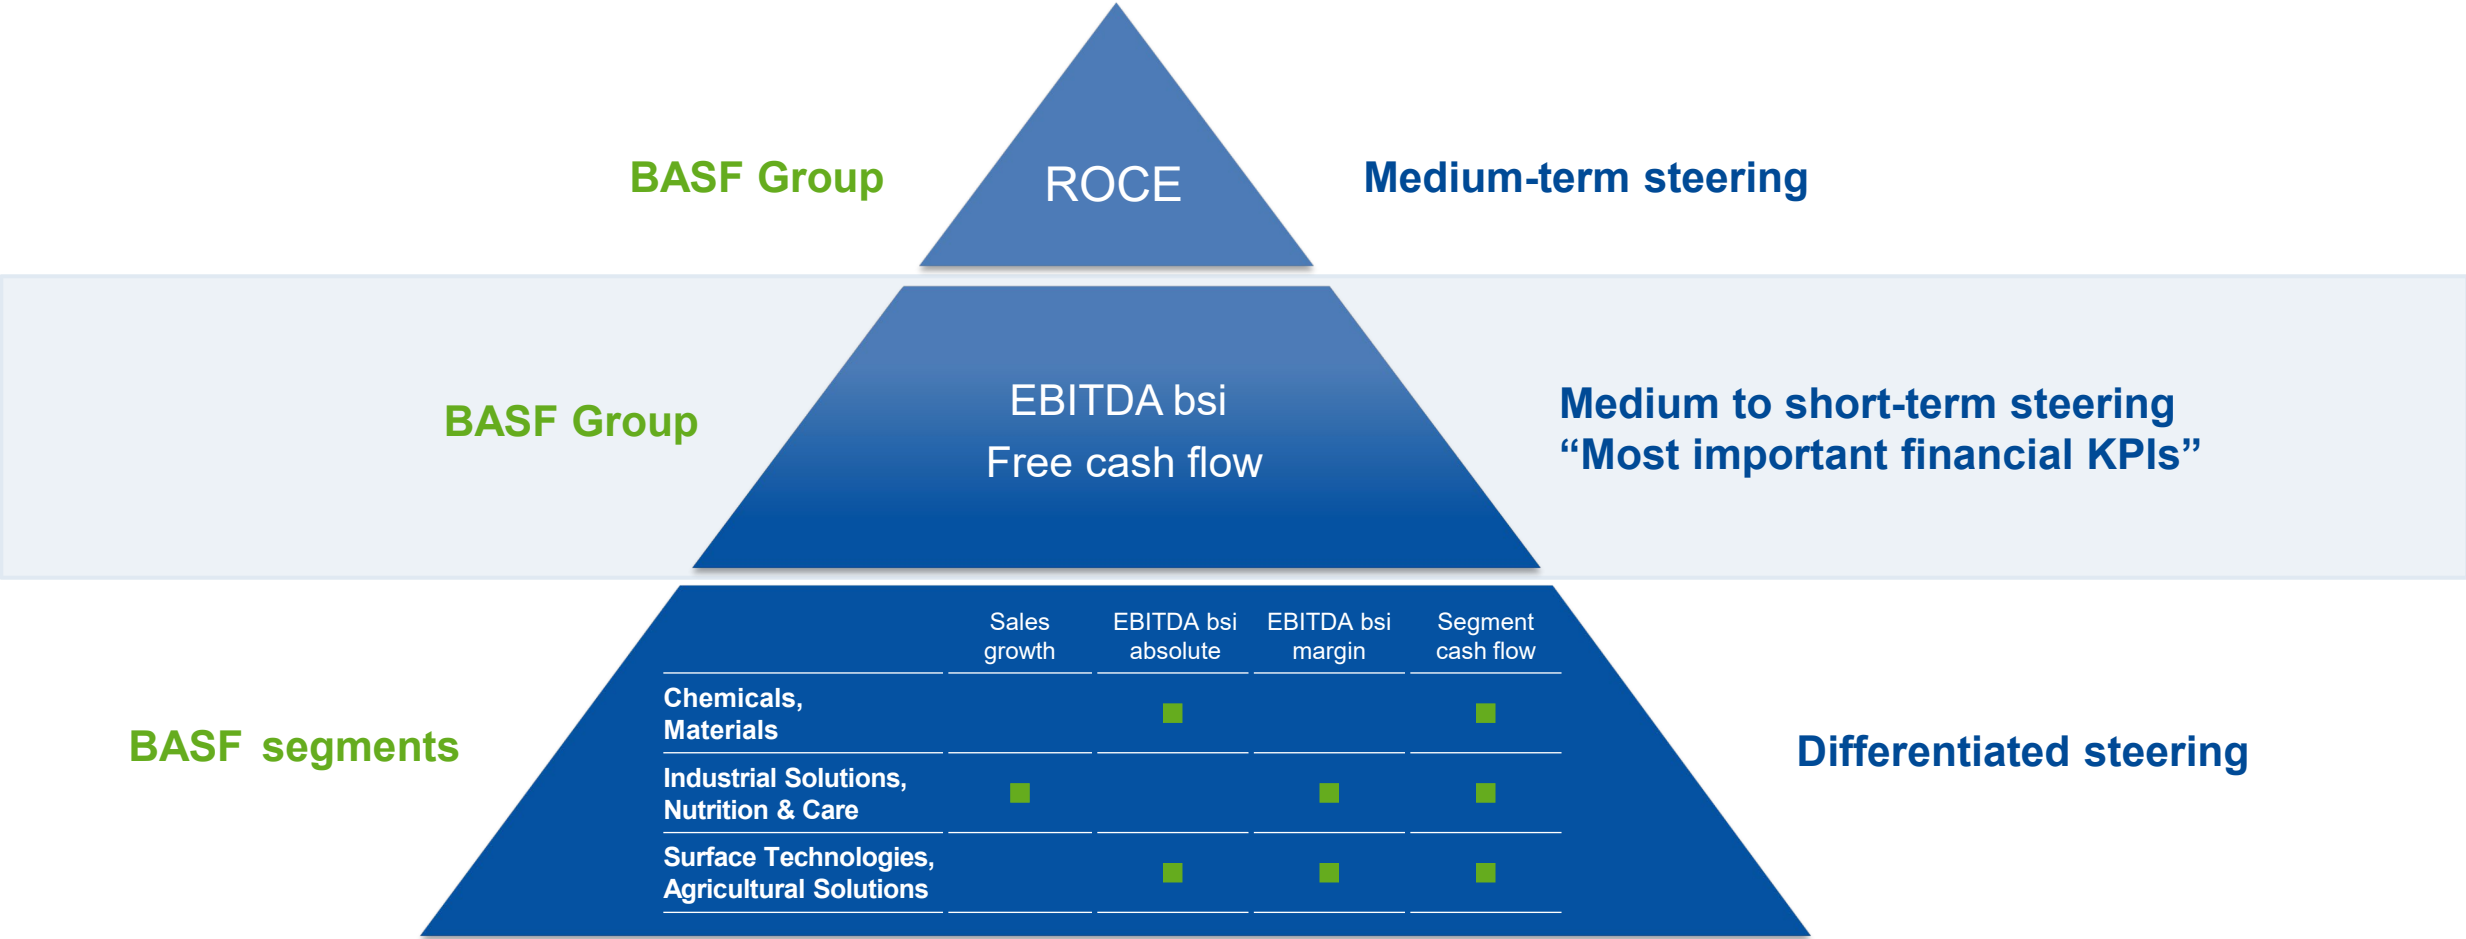 BASF Group
ROCE
Medium-term steering
BASF Group
EBITDA bsi
Free cash flow
Medium to short-term steering
“Most important financial KPIs”
BASF segments
Sales
growth
EBITDA bsi
absolute
EBITDA bsi
margin
Segment
cash flow
Chemicals,
Materials
Industrial Solutions,
Nutrition & Care
Surface Technologies,
Agricultural Solutions
Differentiated steering